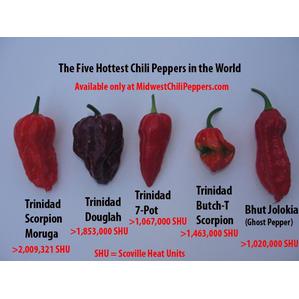 The Five Hottest Chili Peppers in the World
Available only at MidwestChiliPeppers.com
Trinidad
Scorpion
Moruga
>2,009,321 SHU
Trinidad
Douglah
>1,853,000 SHU
Trinidad
7-Pot
>1,067,000 SHU
Trinidad
Butch-T
Scorpion
>1,463,000 SHU
Bhut Jolokia
(Ghost Pepper)
>1,020,000 SHU
SHU = Scoville Heat Units